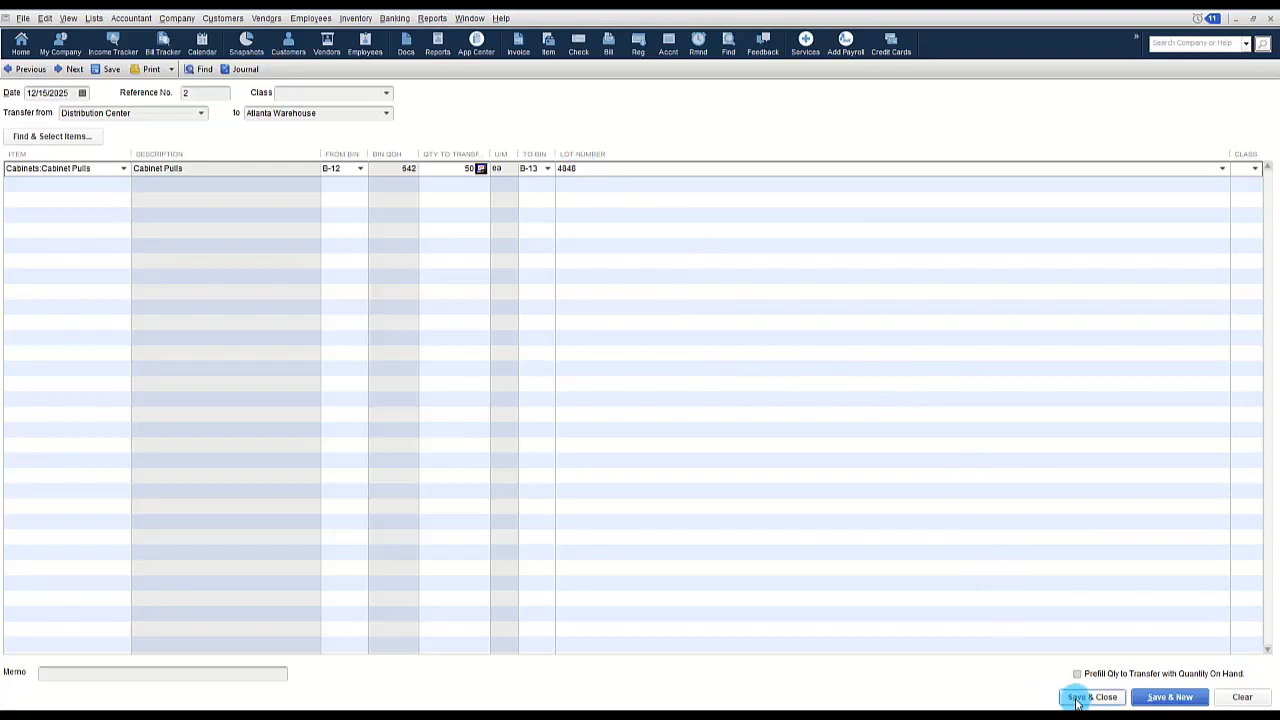 File Edit View Lists Accountant Company Customers Vendors Employees Inventory Banking Reports Window Help 11
Home My Company Income Tracker Bill Tracker Calendar Snapshots Customers Vendors Employees Docs Reports App Center Invoice Item Check Bill Reg Accnt Rmnd Find Feedback Services Add Payroll Credit Cards » Search Company or Help
Previous Next Save Print Find Journal
Date 12/15/2025 Reference No. 2 Class
Transfer from Distribution Center to Atlanta Warehouse
Find & Select Items...
ITEM DESCRIPTION FROM BIN BIN QOH QTY TO TRANSF... U/M TO BIN LOT NUMBER CLASS
Cabinets:Cabinet Pulls Cabinet Pulls B-12 642 50 ea B-13 4848
Memo
Prefill Qty to Transfer with Quantity On Hand.
Save & Close Save & New Clear